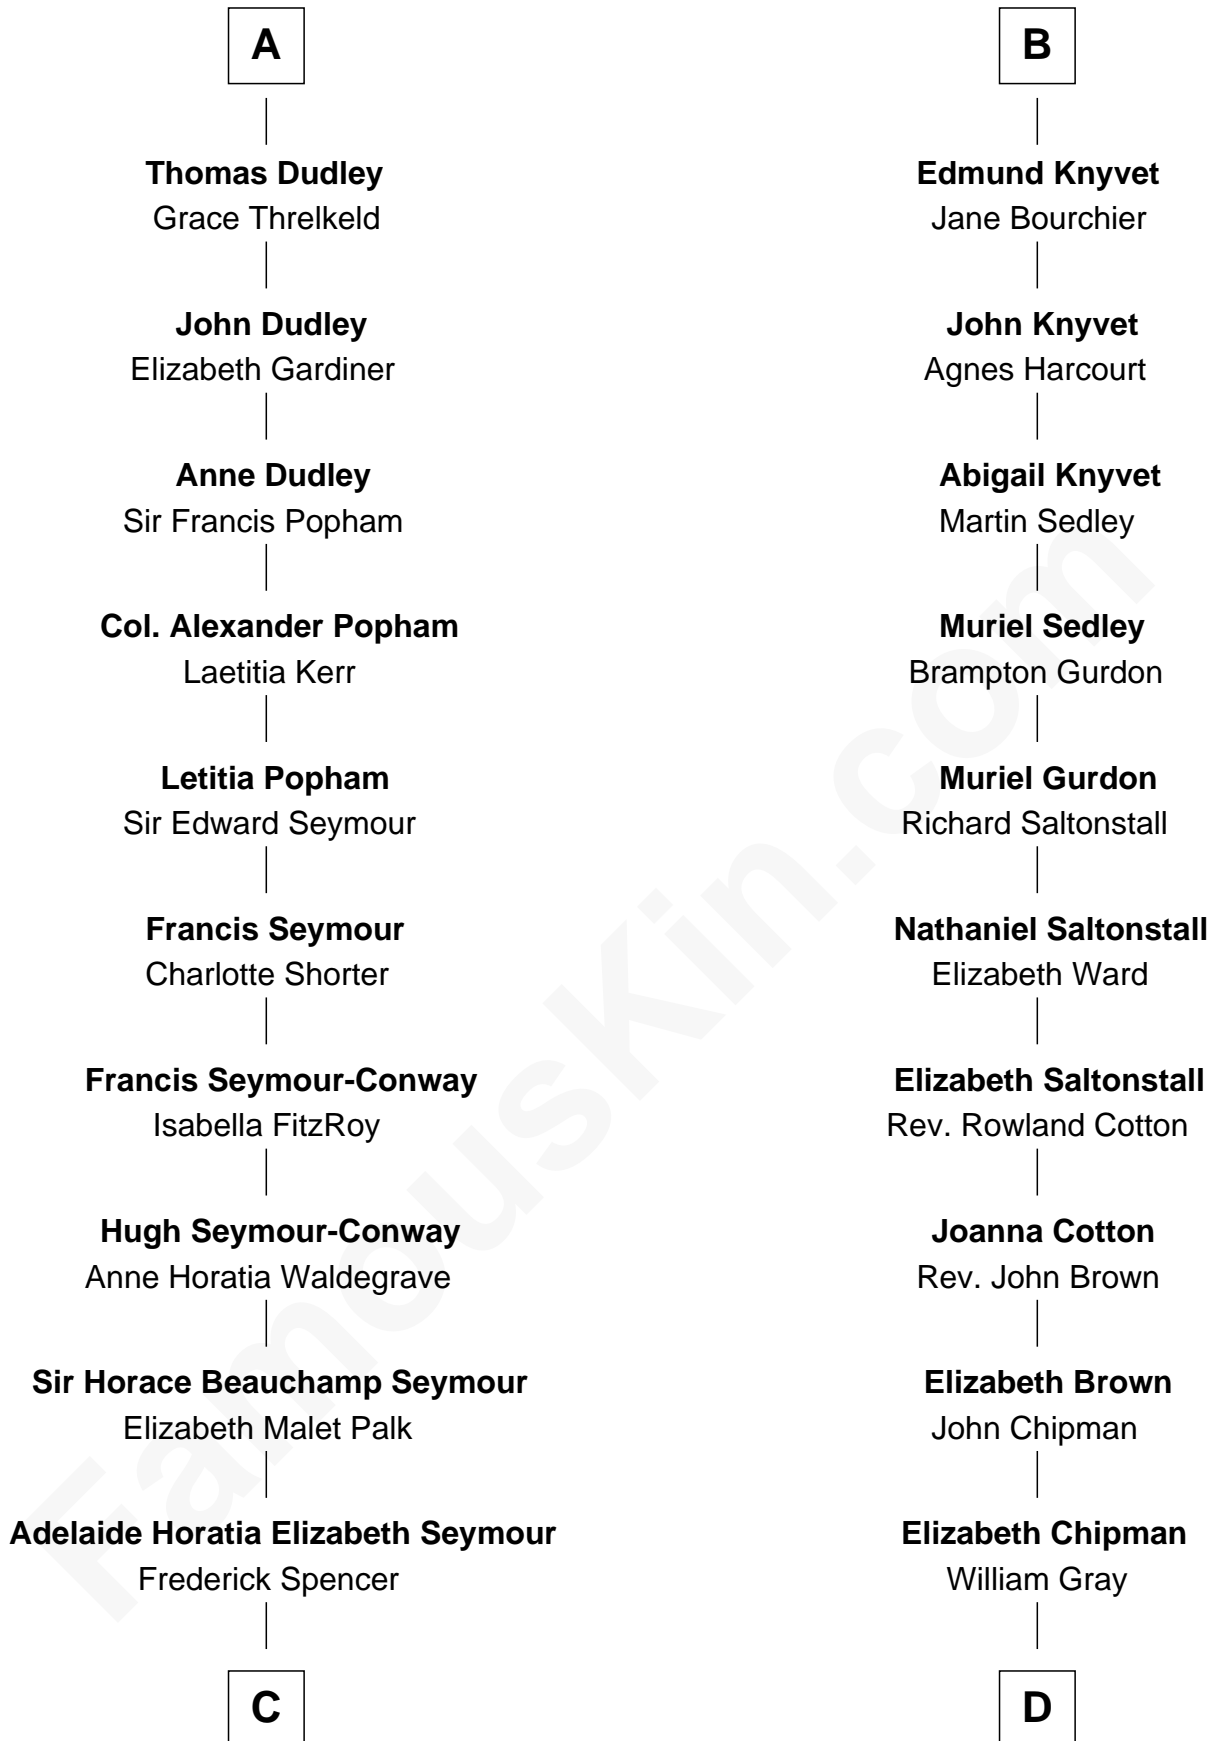 A
Thomas Dudley
Grace Threlkeld
John Dudley
Elizabeth Gardiner
Anne Dudley
Sir Francis Popham
Col. Alexander Popham
Laetitia Kerr
Letitia Popham
Sir Edward Seymour
Francis Seymour
Charlotte Shorter
Francis Seymour-Conway
Isabella FitzRoy
Hugh Seymour-Conway
Anne Horatia Waldegrave
Sir Horace Beauchamp Seymour
Elizabeth Malet Palk
Adelaide Horatia Elizabeth Seymour
Frederick Spencer
C
B
Edmund Knyvet
Jane Bourchier
John Knyvet
Agnes Harcourt
Abigail Knyvet
Martin Sedley
Muriel Sedley
Brampton Gurdon
Muriel Gurdon
Richard Saltonstall
Nathaniel Saltonstall
Elizabeth Ward
Elizabeth Saltonstall
Rev. Rowland Cotton
Joanna Cotton
Rev. John Brown
Elizabeth Brown
John Chipman
Elizabeth Chipman
William Gray
D
FamousKin.com